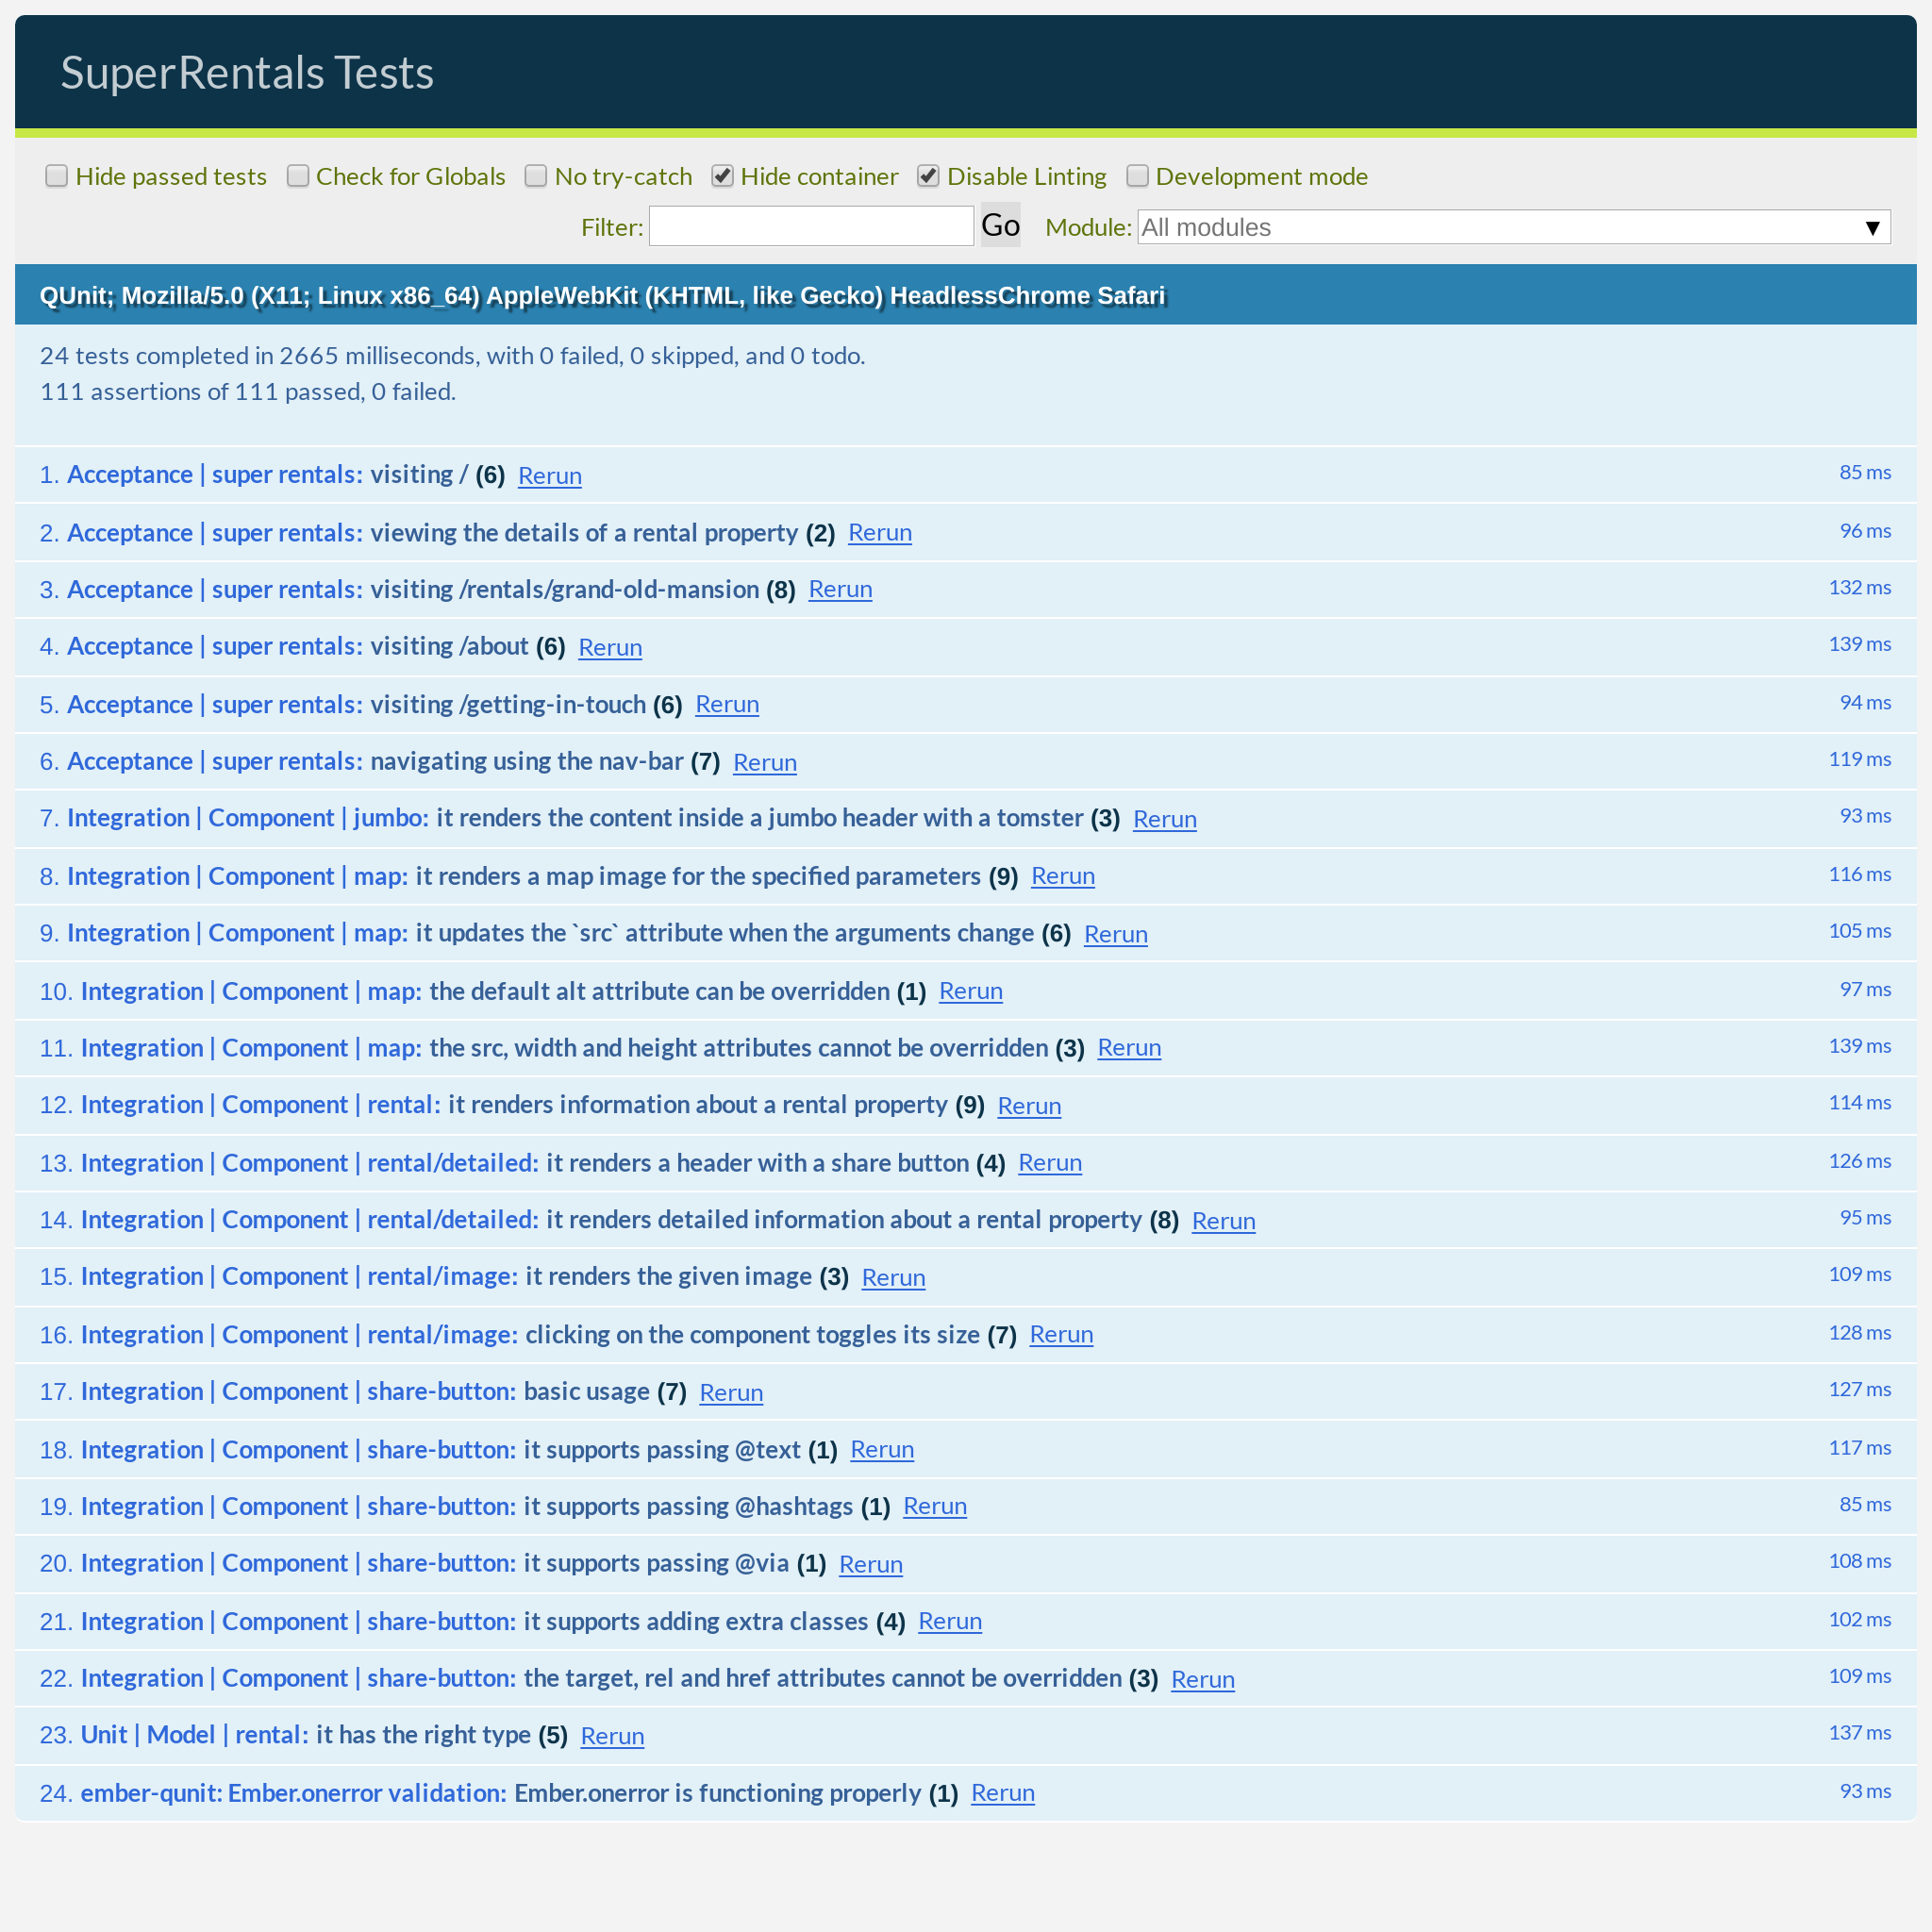 SuperRentals Tests
Hide passed tests Check for Globals No try-catch Hide container Disable Linting Development mode
Filter: Go Module: All modules ▼
QUnit; Mozilla/5.0 (X11; Linux x86_64) AppleWebKit (KHTML, like Gecko) HeadlessChrome Safari
24 tests completed in 2665 milliseconds, with 0 failed, 0 skipped, and 0 todo.
111 assertions of 111 passed, 0 failed.
1. Acceptance | super rentals: visiting / (6) Rerun 85 ms
2. Acceptance | super rentals: viewing the details of a rental property (2) Rerun 96 ms
3. Acceptance | super rentals: visiting /rentals/grand-old-mansion (8) Rerun 132 ms
4. Acceptance | super rentals: visiting /about (6) Rerun 139 ms
5. Acceptance | super rentals: visiting /getting-in-touch (6) Rerun 94 ms
6. Acceptance | super rentals: navigating using the nav-bar (7) Rerun 119 ms
7. Integration | Component | jumbo: it renders the content inside a jumbo header with a tomster (3) Rerun 93 ms
8. Integration | Component | map: it renders a map image for the specified parameters (9) Rerun 116 ms
9. Integration | Component | map: it updates the `src` attribute when the arguments change (6) Rerun 105 ms
10. Integration | Component | map: the default alt attribute can be overridden (1) Rerun 97 ms
11. Integration | Component | map: the src, width and height attributes cannot be overridden (3) Rerun 139 ms
12. Integration | Component | rental: it renders information about a rental property (9) Rerun 114 ms
13. Integration | Component | rental/detailed: it renders a header with a share button (4) Rerun 126 ms
14. Integration | Component | rental/detailed: it renders detailed information about a rental property (8) Rerun 95 ms
15. Integration | Component | rental/image: it renders the given image (3) Rerun 109 ms
16. Integration | Component | rental/image: clicking on the component toggles its size (7) Rerun 128 ms
17. Integration | Component | share-button: basic usage (7) Rerun 127 ms
18. Integration | Component | share-button: it supports passing @text (1) Rerun 117 ms
19. Integration | Component | share-button: it supports passing @hashtags (1) Rerun 85 ms
20. Integration | Component | share-button: it supports passing @via (1) Rerun 108 ms
21. Integration | Component | share-button: it supports adding extra classes (4) Rerun 102 ms
22. Integration | Component | share-button: the target, rel and href attributes cannot be overridden (3) Rerun 109 ms
23. Unit | Model | rental: it has the right type (5) Rerun 137 ms
24. ember-qunit: Ember.onerror validation: Ember.onerror is functioning properly (1) Rerun 93 ms